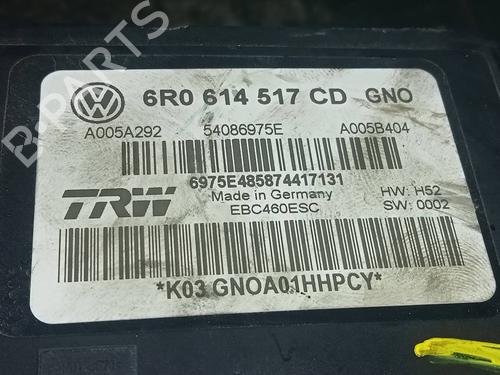 B-PARTS
6R0 614 517 CD GNO
A005A292 54086975E A005B404
6975E485874417131
TRW Made in Germany HW: H52
EBC460ESC SW: 0002
*K03 GNOA01HHPCY*